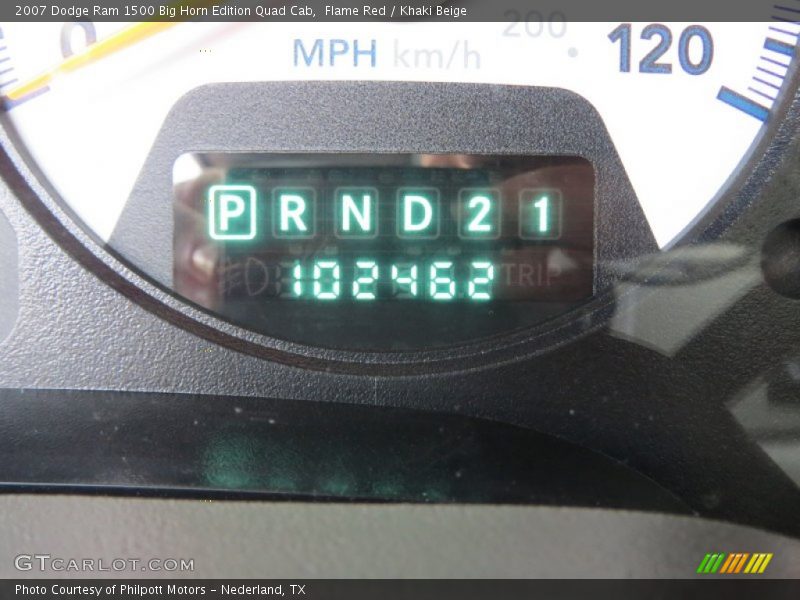 2007 Dodge Ram 1500 Big Horn Edition Quad Cab, Flame Red / Khaki Beige
0 MPH km/h 200 120
P R N D 2 1
102462 TRIP
GTCARLOT.COM
Photo Courtesy of Philpott Motors - Nederland, TX